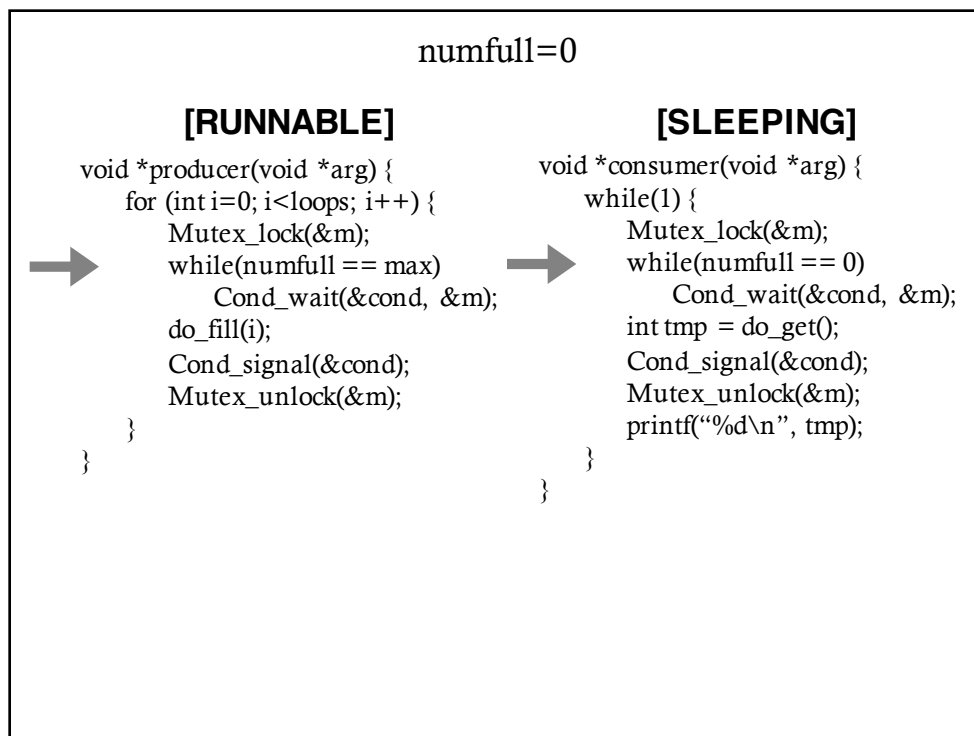 numfull=0
[RUNNABLE]
void *producer(void *arg) {
for (int i=0; i<loops; i++) {
Mutex_lock(&m);
while(numfull == max)
Cond_wait(&cond, &m);
do_fill(i);
Cond_signal(&cond);
Mutex_unlock(&m);
}
}
[SLEEPING]
void *consumer(void *arg) {
while(1) {
Mutex_lock(&m);
while(numfull == 0)
Cond_wait(&cond, &m);
int tmp = do_get();
Cond_signal(&cond);
Mutex_unlock(&m);
printf(“%d\n”, tmp);
}
}